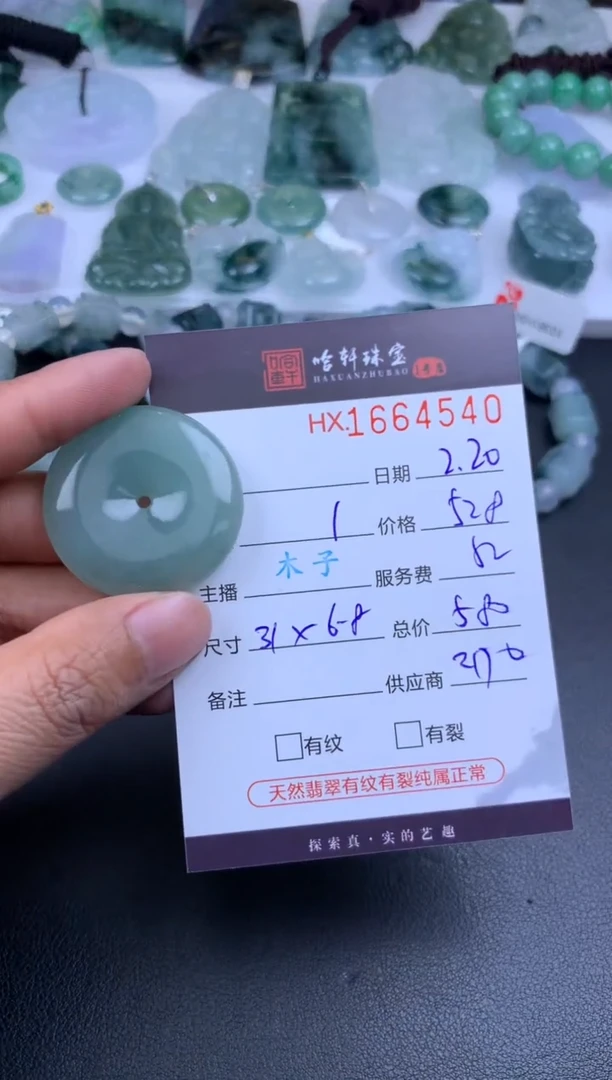 哈轩珠宝
HAXUANZHUBAO
HX.1664540
日期 2.20
1 价格 528
主播 木子 服务费 52
尺寸 31×6-8 总价 580
备注 供应商
有纹 有裂
天然翡翠有纹有裂纯属正常
探索真·实的艺趣